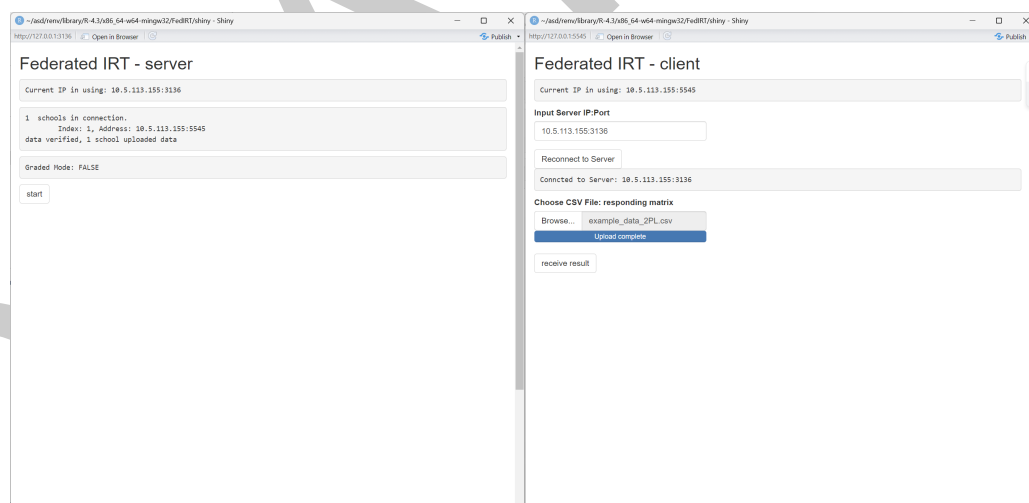 ~/asd/renv/library/R-4.3/x86_64-w64-mingw32/FedIRT/shiny - Shiny
http://127.0.0.1:3136 Open in Browser Publish
Federated IRT - server
Current IP in using: 10.5.113.155:3136
1 schools in connection.
Index: 1, Address: 10.5.113.155:5545
data verified, 1 school uploaded data
Graded Mode: FALSE
start
~/asd/renv/library/R-4.3/x86_64-w64-mingw32/FedIRT/shiny - Shiny
http://127.0.0.1:5545 Open in Browser Publish
Federated IRT - client
Current IP in using: 10.5.113.155:5545
Input Server IP:Port
10.5.113.155:3136
Reconnect to Server
Conncted to Server: 10.5.113.155:3136
Choose CSV File: responding matrix
Browse... example_data_2PL.csv
Upload complete
receive result